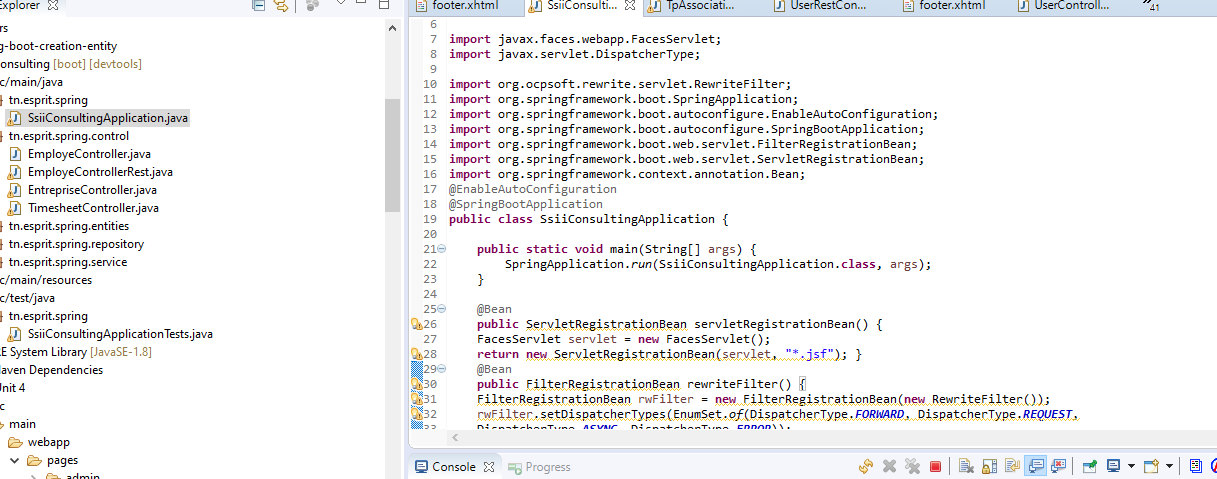 Explorer
footer.xhtml SsiiConsulti... TpAssociati... UserRestCon... footer.xhtml UserControll... 41
rs
g-boot-creation-entity
onsulting [boot] [devtools]
c/main/java
tn.esprit.spring
SsiiConsultingApplication.java
tn.esprit.spring.control
EmployeController.java
EmployeControllerRest.java
EntrepriseController.java
TimesheetController.java
tn.esprit.spring.entities
tn.esprit.spring.repository
tn.esprit.spring.service
c/main/resources
c/test/java
tn.esprit.spring
SsiiConsultingApplicationTests.java
RE System Library [JavaSE-1.8]
Maven Dependencies
Unit 4
c
main
webapp
pages
admin
6
7 import javax.faces.webapp.FacesServlet;
8 import javax.servlet.DispatcherType;
9
10 import org.ocpsoft.rewrite.servlet.RewriteFilter;
11 import org.springframework.boot.SpringApplication;
12 import org.springframework.boot.autoconfigure.EnableAutoConfiguration;
13 import org.springframework.boot.autoconfigure.SpringBootApplication;
14 import org.springframework.boot.web.servlet.FilterRegistrationBean;
15 import org.springframework.boot.web.servlet.ServletRegistrationBean;
16 import org.springframework.context.annotation.Bean;
17 @EnableAutoConfiguration
18 @SpringBootApplication
19 public class SsiiConsultingApplication {
20
21 public static void main(String[] args) {
22 SpringApplication.run(SsiiConsultingApplication.class, args);
23 }
24
25 @Bean
26 public ServletRegistrationBean servletRegistrationBean() {
27 FacesServlet servlet = new FacesServlet();
28 return new ServletRegistrationBean(servlet, "*.jsf"); }
29 @Bean
30 public FilterRegistrationBean rewriteFilter() {
31 FilterRegistrationBean rwFilter = new FilterRegistrationBean(new RewriteFilter());
32 rwFilter.setDispatcherTypes(EnumSet.of(DispatcherType.FORWARD, DispatcherType.REQUEST,
33 DispatcherType.ASYNC, DispatcherType.ERROR));
Console Progress